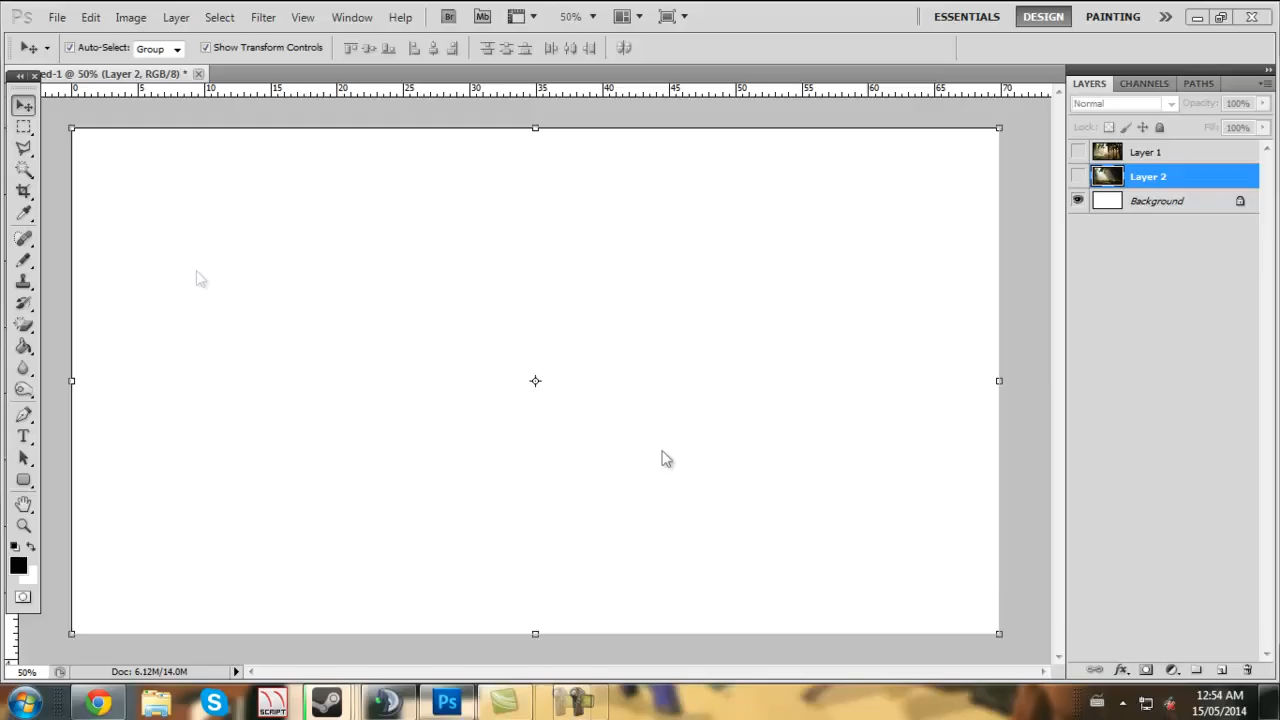 Ps File Edit Image Layer Select Filter View Window Help Br Mb 50% ESSENTIALS DESIGN PAINTING
Auto-Select: Group Show Transform Controls
ed-1 @ 50% (Layer 2, RGB/8) *
0 5 10 15 20 25 30 35 40 45 50 55 60 65 70
LAYERS CHANNELS PATHS
Normal Opacity: 100%
Lock: Fill: 100%
Layer 1
Layer 2
Background
T
50% Doc: 6.12M/14.0M
SCRIPT
Ps
12:54 AM
15/05/2014